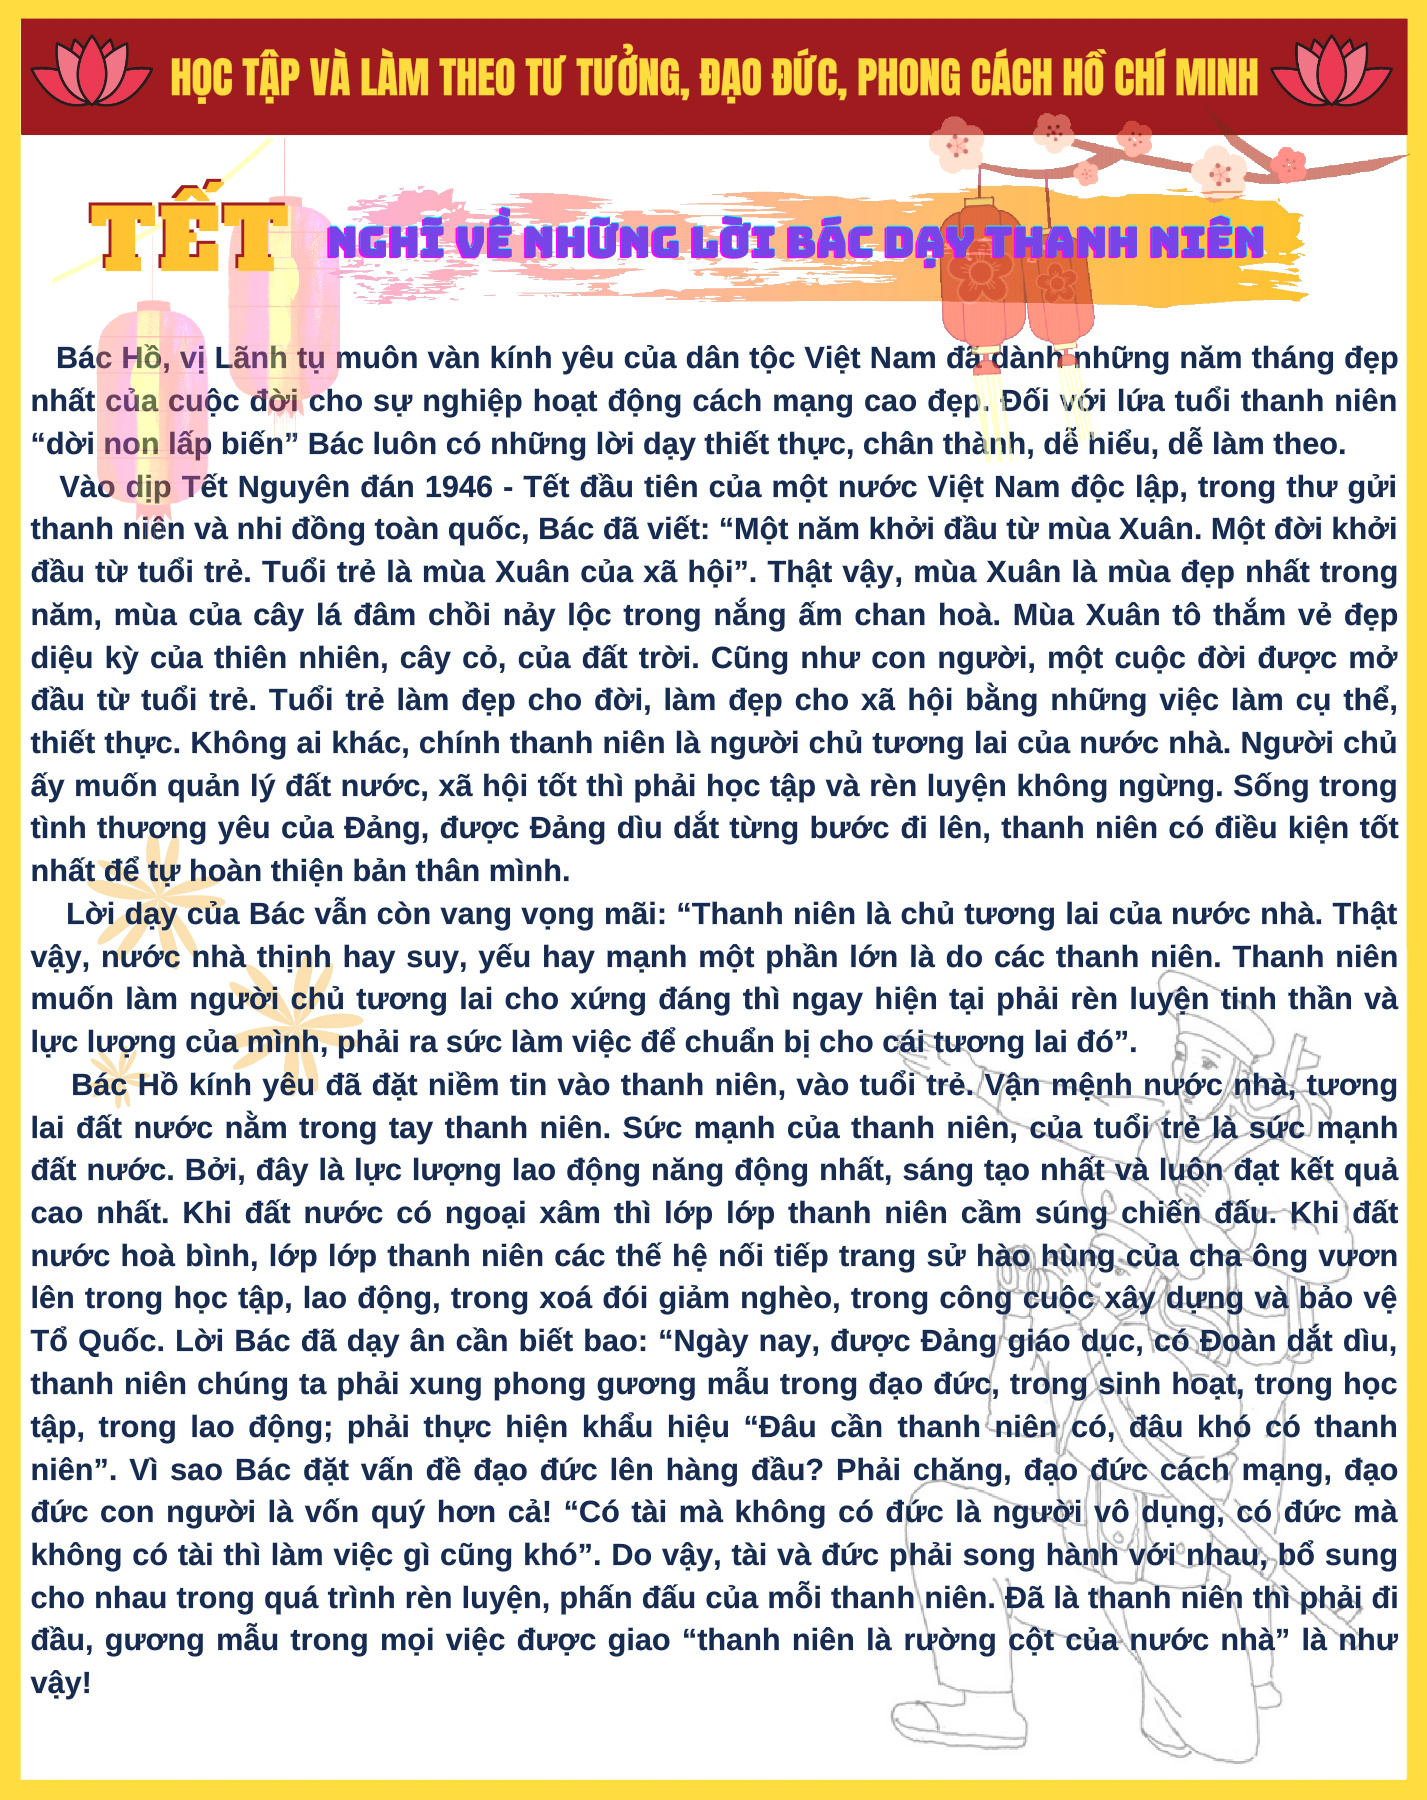 HỌC TẬP VÀ LÀM THEO TƯ TƯỞNG, ĐẠO ĐỨC, PHONG CÁCH HỒ CHÍ MINH
TẾT
NGHĨ VỀ NHỮNG LỜI BÁC DẠY THANH NIÊN
Bác Hồ, vị Lãnh tụ muôn vàn kính yêu của dân tộc Việt Nam đã dành những năm tháng đẹp
nhất của cuộc đời cho sự nghiệp hoạt động cách mạng cao đẹp. Đối với lứa tuổi thanh niên
“dời non lấp biển” Bác luôn có những lời dạy thiết thực, chân thành, dễ hiểu, dễ làm theo.
Vào dịp Tết Nguyên đán 1946 - Tết đầu tiên của một nước Việt Nam độc lập, trong thư gửi
thanh niên và nhi đồng toàn quốc, Bác đã viết: “Một năm khởi đầu từ mùa Xuân. Một đời khởi
đầu từ tuổi trẻ. Tuổi trẻ là mùa Xuân của xã hội”. Thật vậy, mùa Xuân là mùa đẹp nhất trong
năm, mùa của cây lá đâm chồi nảy lộc trong nắng ấm chan hoà. Mùa Xuân tô thắm vẻ đẹp
diệu kỳ của thiên nhiên, cây cỏ, của đất trời. Cũng như con người, một cuộc đời được mở
đầu từ tuổi trẻ. Tuổi trẻ làm đẹp cho đời, làm đẹp cho xã hội bằng những việc làm cụ thể,
thiết thực. Không ai khác, chính thanh niên là người chủ tương lai của nước nhà. Người chủ
ấy muốn quản lý đất nước, xã hội tốt thì phải học tập và rèn luyện không ngừng. Sống trong
tình thương yêu của Đảng, được Đảng dìu dắt từng bước đi lên, thanh niên có điều kiện tốt
nhất để tự hoàn thiện bản thân mình.
Lời dạy của Bác vẫn còn vang vọng mãi: “Thanh niên là chủ tương lai của nước nhà. Thật
vậy, nước nhà thịnh hay suy, yếu hay mạnh một phần lớn là do các thanh niên. Thanh niên
muốn làm người chủ tương lai cho xứng đáng thì ngay hiện tại phải rèn luyện tinh thần và
lực lượng của mình, phải ra sức làm việc để chuẩn bị cho cái tương lai đó”.
Bác Hồ kính yêu đã đặt niềm tin vào thanh niên, vào tuổi trẻ. Vận mệnh nước nhà, tương
lai đất nước nằm trong tay thanh niên. Sức mạnh của thanh niên, của tuổi trẻ là sức mạnh
đất nước. Bởi, đây là lực lượng lao động năng động nhất, sáng tạo nhất và luôn đạt kết quả
cao nhất. Khi đất nước có ngoại xâm thì lớp lớp thanh niên cầm súng chiến đấu. Khi đất
nước hoà bình, lớp lớp thanh niên các thế hệ nối tiếp trang sử hào hùng của cha ông vươn
lên trong học tập, lao động, trong xoá đói giảm nghèo, trong công cuộc xây dựng và bảo vệ
Tổ Quốc. Lời Bác đã dạy ân cần biết bao: “Ngày nay, được Đảng giáo dục, có Đoàn dắt dìu,
thanh niên chúng ta phải xung phong gương mẫu trong đạo đức, trong sinh hoạt, trong học
tập, trong lao động; phải thực hiện khẩu hiệu “Đâu cần thanh niên có, đâu khó có thanh
niên”. Vì sao Bác đặt vấn đề đạo đức lên hàng đầu? Phải chăng, đạo đức cách mạng, đạo
đức con người là vốn quý hơn cả! “Có tài mà không có đức là người vô dụng, có đức mà
không có tài thì làm việc gì cũng khó”. Do vậy, tài và đức phải song hành với nhau, bổ sung
cho nhau trong quá trình rèn luyện, phấn đấu của mỗi thanh niên. Đã là thanh niên thì phải đi
đầu, gương mẫu trong mọi việc được giao “thanh niên là rường cột của nước nhà” là như
vậy!